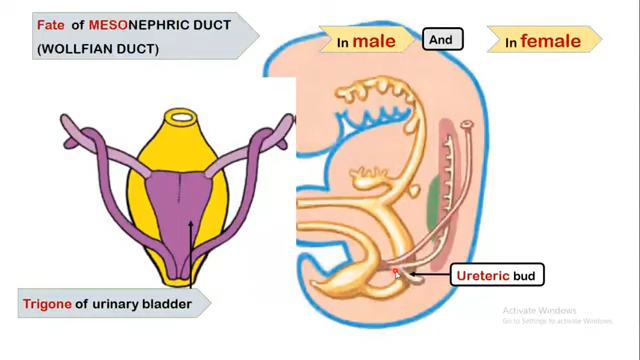 Fate of MESONEPHRIC DUCT
(WOLFFIAN DUCT)
In male And In female
Ureteric bud
Trigone of urinary bladder
Activate Windows
Go to Settings to activate Windows.